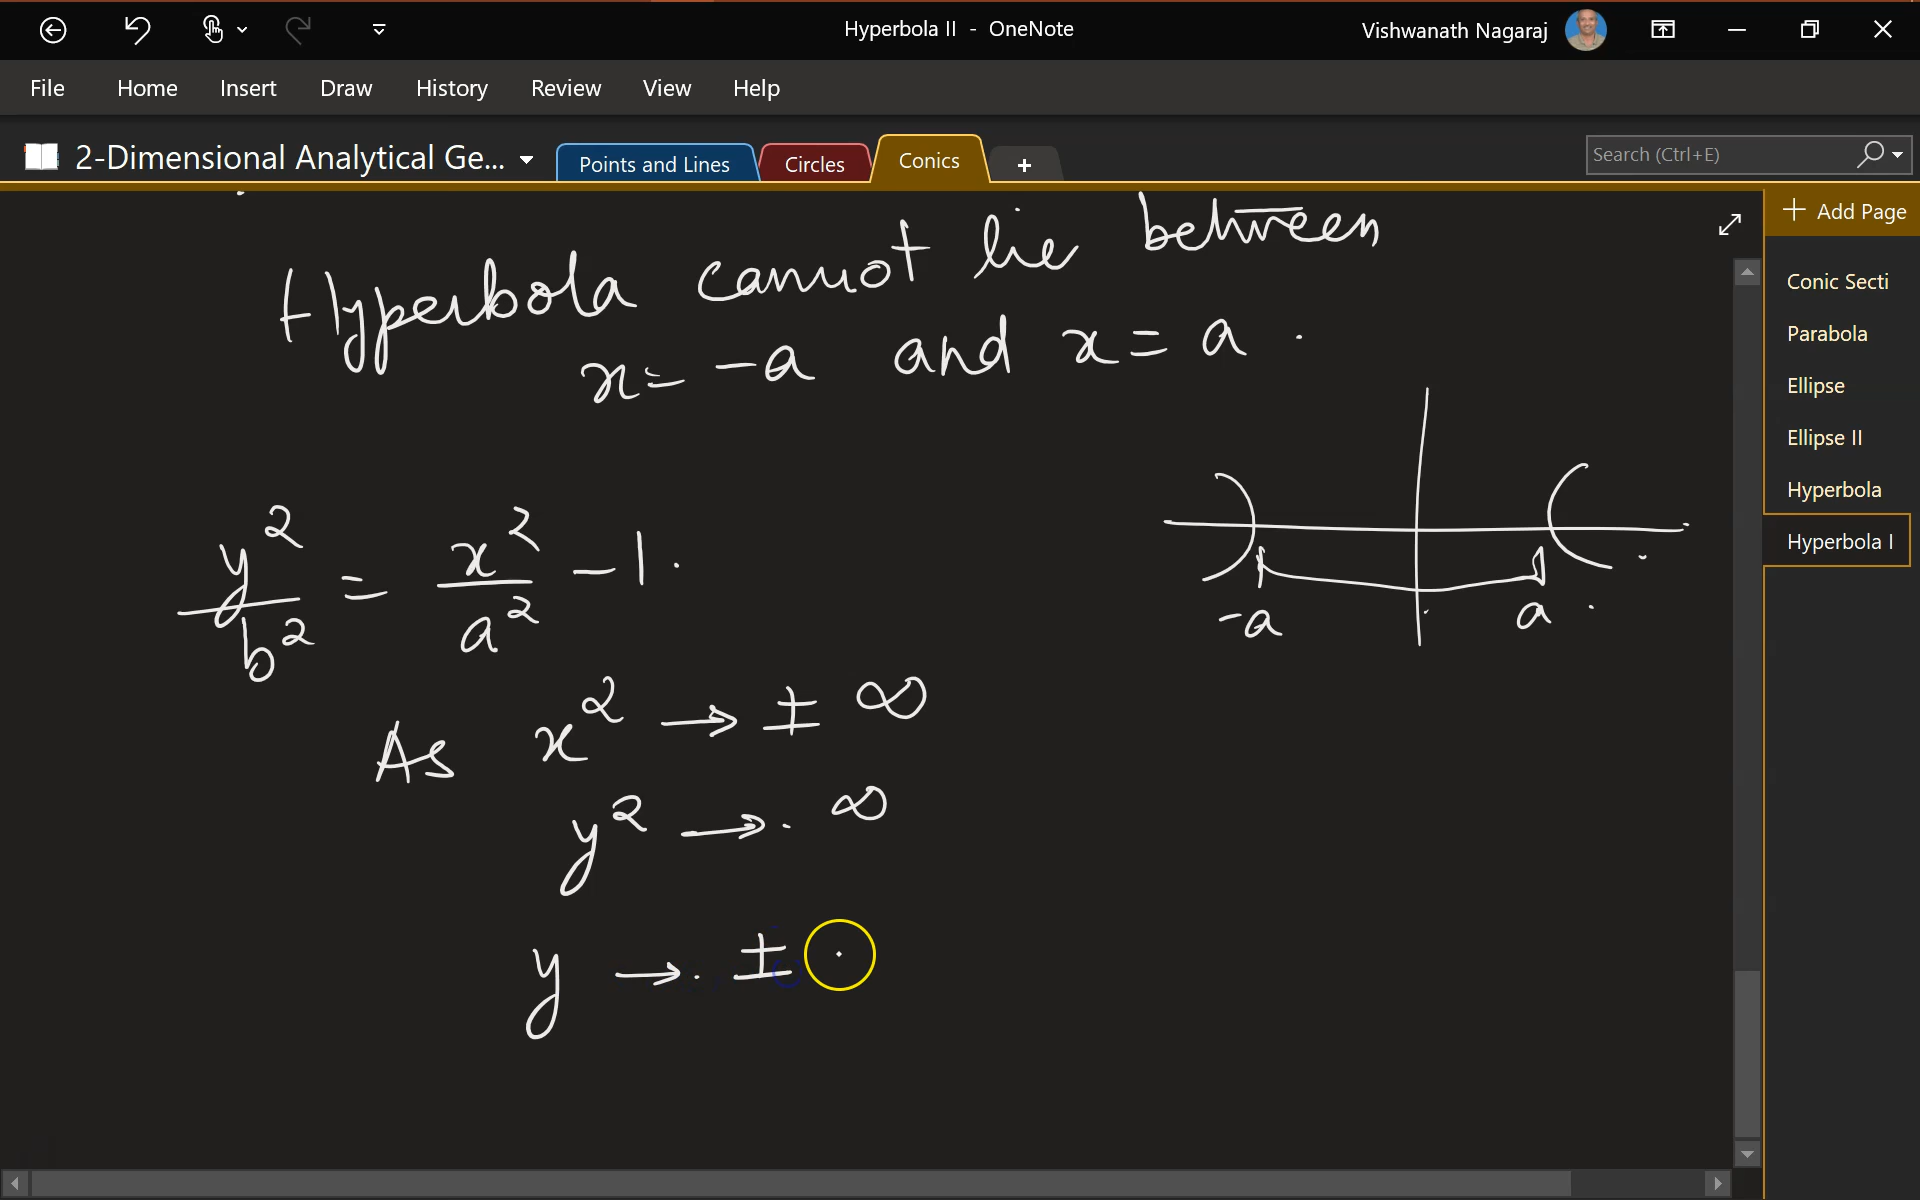 Hyperbola II - OneNote
Vishwanath Nagaraj
File Home Insert Draw History Review View Help
2-Dimensional Analytical Ge...
Points and Lines
Circles
Conics
+
Search (Ctrl+E)
+ Add Page
Conic Secti
Parabola
Ellipse
Ellipse II
Hyperbola
Hyperbola I
Hyperbola cannot lie between
x = -a and x = a .
y²/b² = x²/a² - 1 .
-a a .
As x² → ± ∞
y² → . ∞
y → . ±